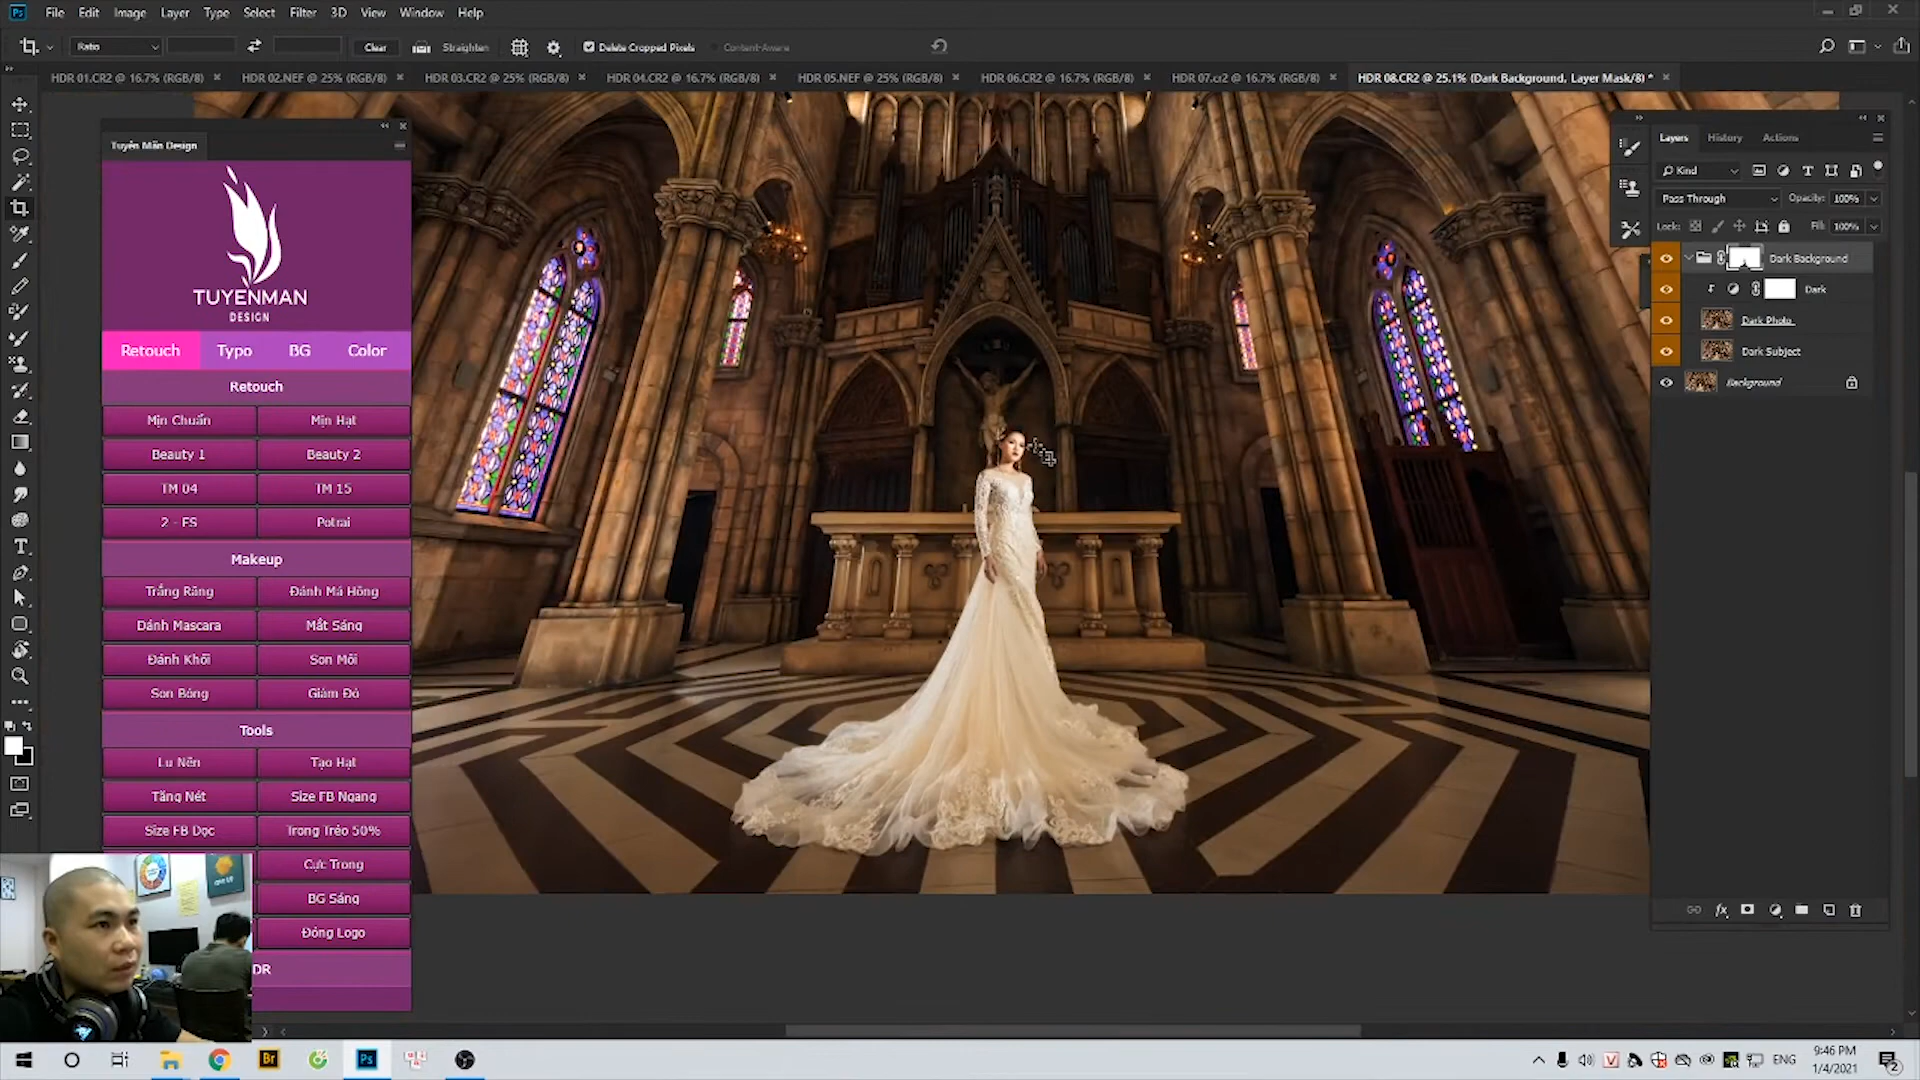 File Edit Image Layer Type Select Filter 3D View Window Help
Ratio Clear Straighten Delete Cropped Pixels Content-Aware
HDR 01.CR2 @ 16.7% (RGB/8) HDR 02.NEF @ 25% (RGB/8) HDR 03.CR2 @ 25% (RGB/8) HDR 04.CR2 @ 16.7% (RGB/8) HDR 05.NEF @ 25% (RGB/8) HDR 06.CR2 @ 16.7% (RGB/8) HDR 07.cr2 @ 16.7% (RGB/8) HDR 08.CR2 @ 25.1% (Dark Background, Layer Mask/8) *
Tuyền Mãn Design
TUYENMAN
DESIGN
Retouch Typo BG Color
Retouch
Mịn Chuẩn Mịn Hạt
Beauty 1 Beauty 2
TM 04 TM 15
2 - FS Potrai
Makeup
Trắng Răng Đánh Má Hồng
Đánh Mascara Mắt Sáng
Đánh Khối Son Môi
Son Bóng Giảm Đỏ
Tools
Lu Nền Tạo Hạt
Tăng Nét Size FB Ngang
Size FB Dọc Trong Trẻo 50%
Cực Trong
BG Sáng
Đóng Logo
DR
Layers History Actions
Kind
Pass Through Opacity: 100%
Lock: Fill: 100%
Dark Background
Dark
Dark Photo
Dark Subject
Background
Ps Br Ps
ENG
9:46 PM
1/4/2021
2